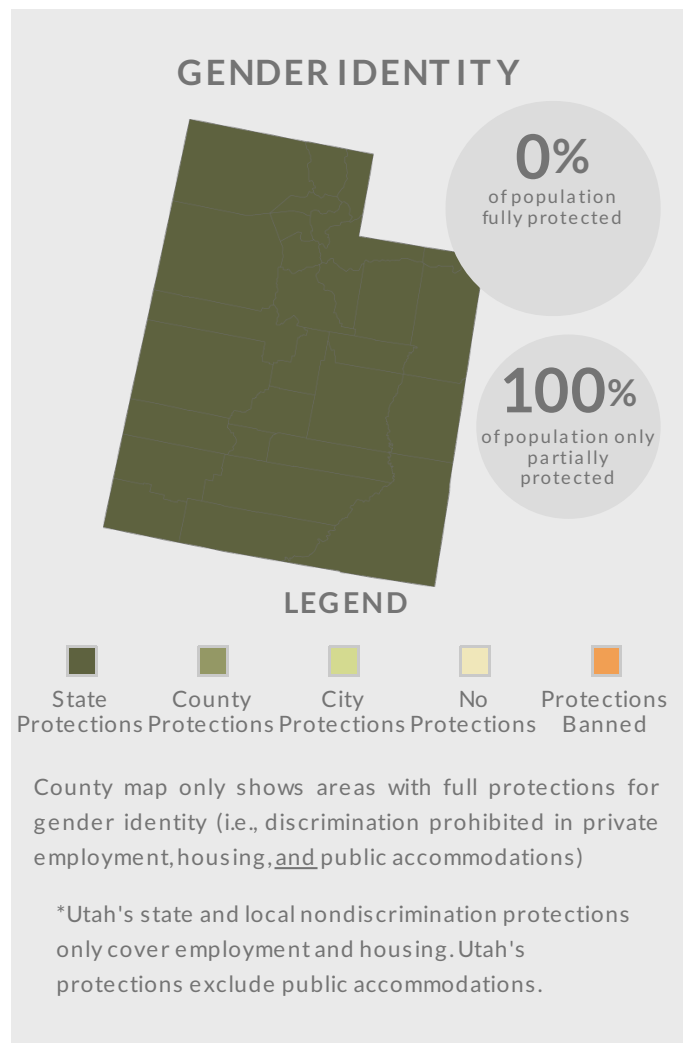 GENDER IDENTITY
0%
of population
fully protected
100%
of population only
partially
protected
LEGEND
State
Protections
County
Protections
City
Protections
No
Protections
Protections
Banned
County map only shows areas with full protections for
gender identity (i.e., discrimination prohibited in private
employment, housing, and public accommodations)
*Utah's state and local nondiscrimination protections
only cover employment and housing. Utah's
protections exclude public accommodations.